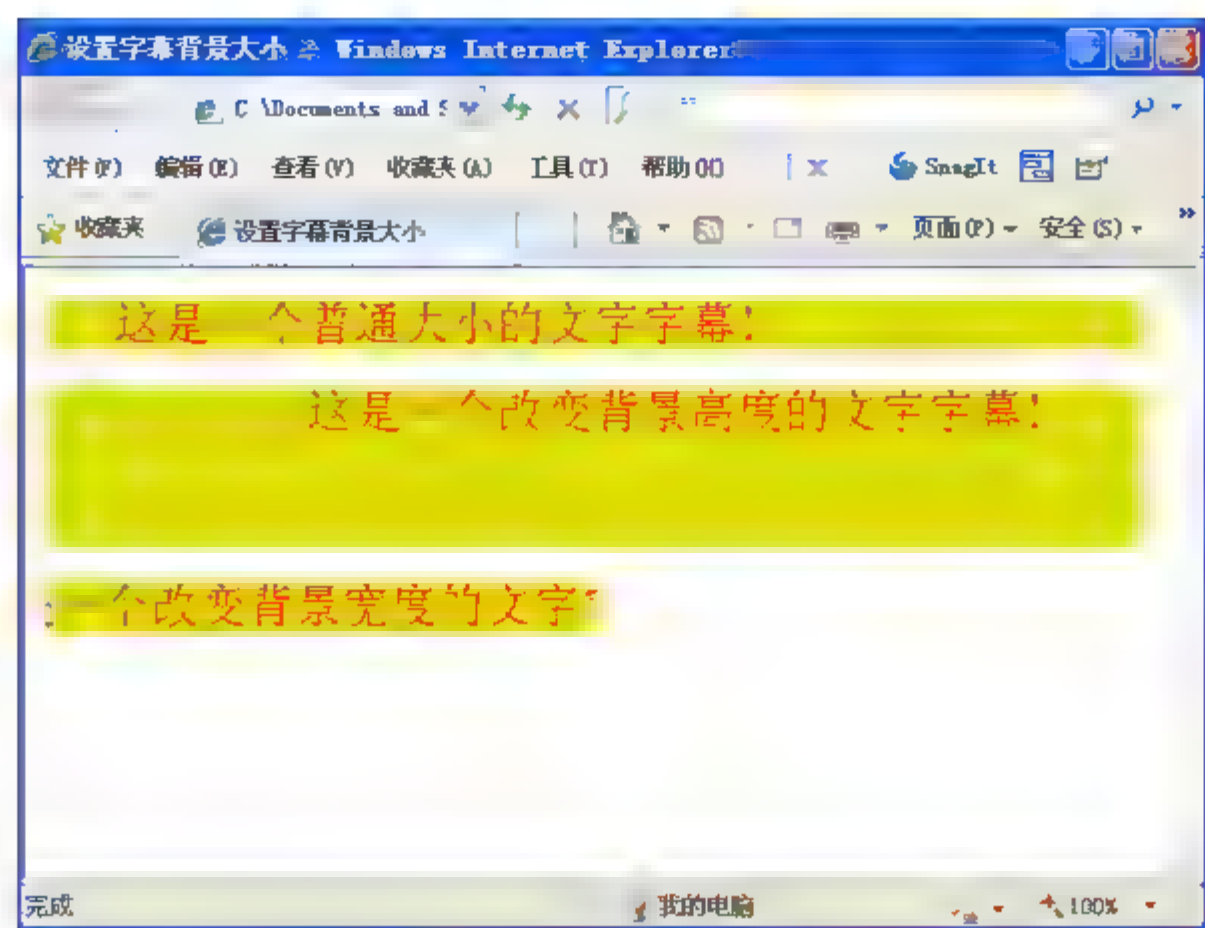 设置字幕背景大小 - Windows Internet Explorer
C:\Documents and S
文件(F) 编辑(E) 查看(V) 收藏夹(A) 工具(T) 帮助(H) x SnagIt
收藏夹 设置字幕背景大小 页面(P) 安全(S) »
这是一个普通大小的文字字幕!
这是一个改变背景高度的文字字幕!
一个改变背景宽度的文字
完成 我的电脑 100%